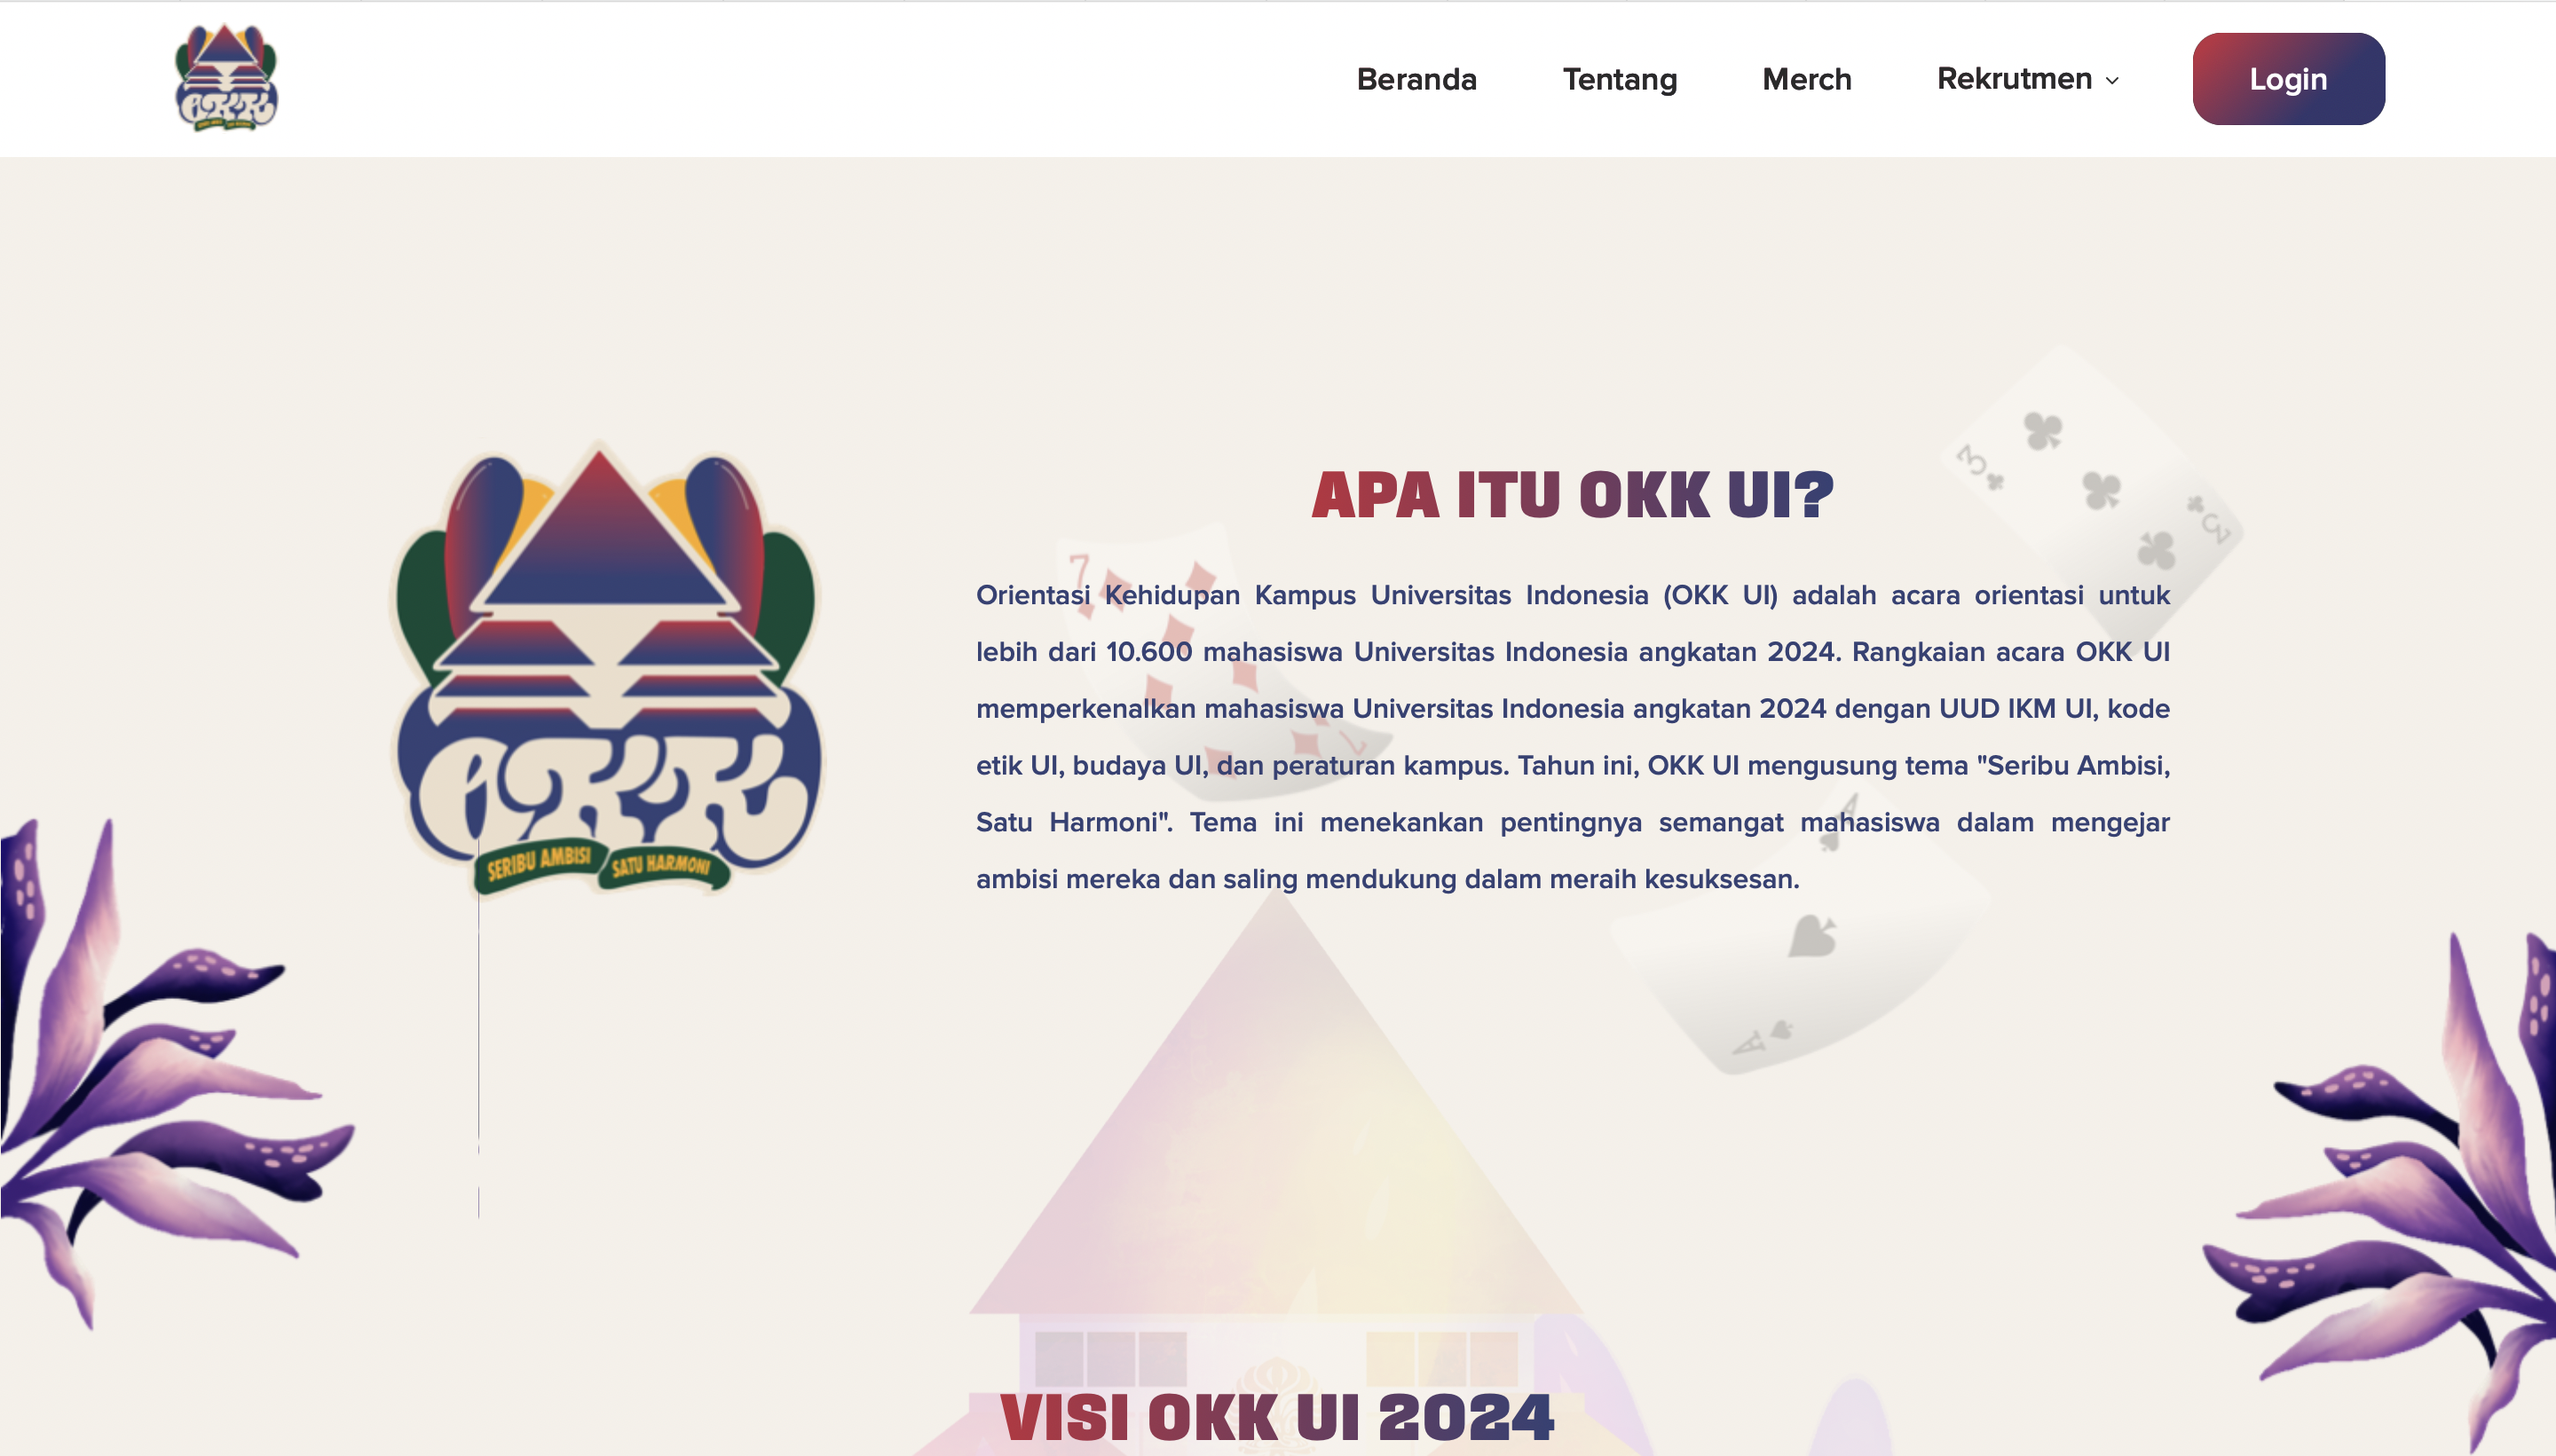 Beranda Tentang Merch Rekrutmen Login
APA ITU OKK UI?
Orientasi Kehidupan Kampus Universitas Indonesia (OKK UI) adalah acara orientasi untuk
lebih dari 10.600 mahasiswa Universitas Indonesia angkatan 2024. Rangkaian acara OKK UI
memperkenalkan mahasiswa Universitas Indonesia angkatan 2024 dengan UUD IKM UI, kode
etik UI, budaya UI, dan peraturan kampus. Tahun ini, OKK UI mengusung tema "Seribu Ambisi,
Satu Harmoni". Tema ini menekankan pentingnya semangat mahasiswa dalam mengejar
ambisi mereka dan saling mendukung dalam meraih kesuksesan.
OKK
SERIBU AMBISI SATU HARMONI
3
3
7
7
A
A
VISI OKK UI 2024